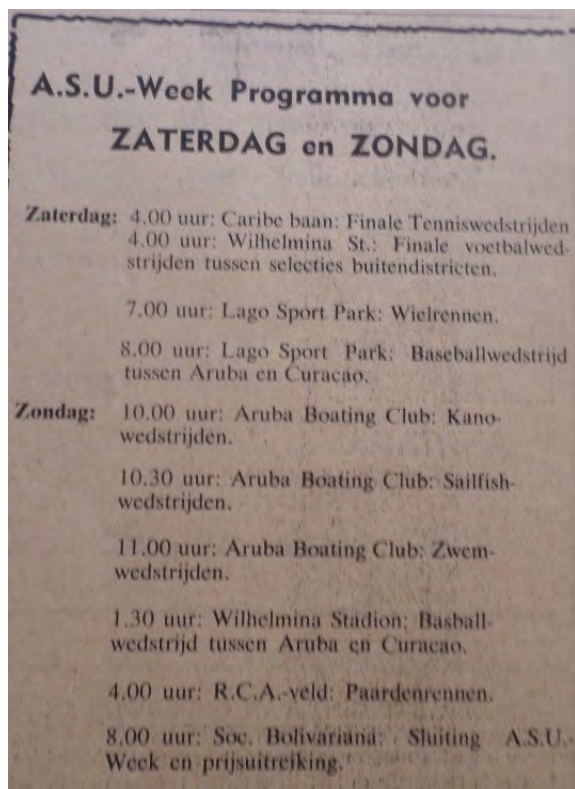 A.S.U.-Week Programma voor
ZATERDAG en ZONDAG.
Zaterdag: 4.00 uur: Caribe baan: Finale Tenniswedstrijden
4.00 uur: Wilhelmina St.: Finale voetbalwed-
strijden tussen selecties buitendistricten.
7.00 uur: Lago Sport Park: Wielrennen.
8.00 uur: Lago Sport Park: Baseballwedstrijd
tussen Aruba en Curacao.
Zondag: 10.00 uur: Aruba Boating Club: Kano-
wedstrijden.
10.30 uur: Aruba Boating Club: Sailfish-
wedstrijden.
11.00 uur: Aruba Boating Club: Zwem-
wedstrijden.
1.30 uur: Wilhelmina Stadion: Basball-
wedstrijd tussen Aruba en Curacao.
4.00 uur: R.C.A.-veld: Paardenrennen.
8.00 uur: Soc. Bolivariana: Sluiting A.S.U.-
Week en prijsuitreiking.